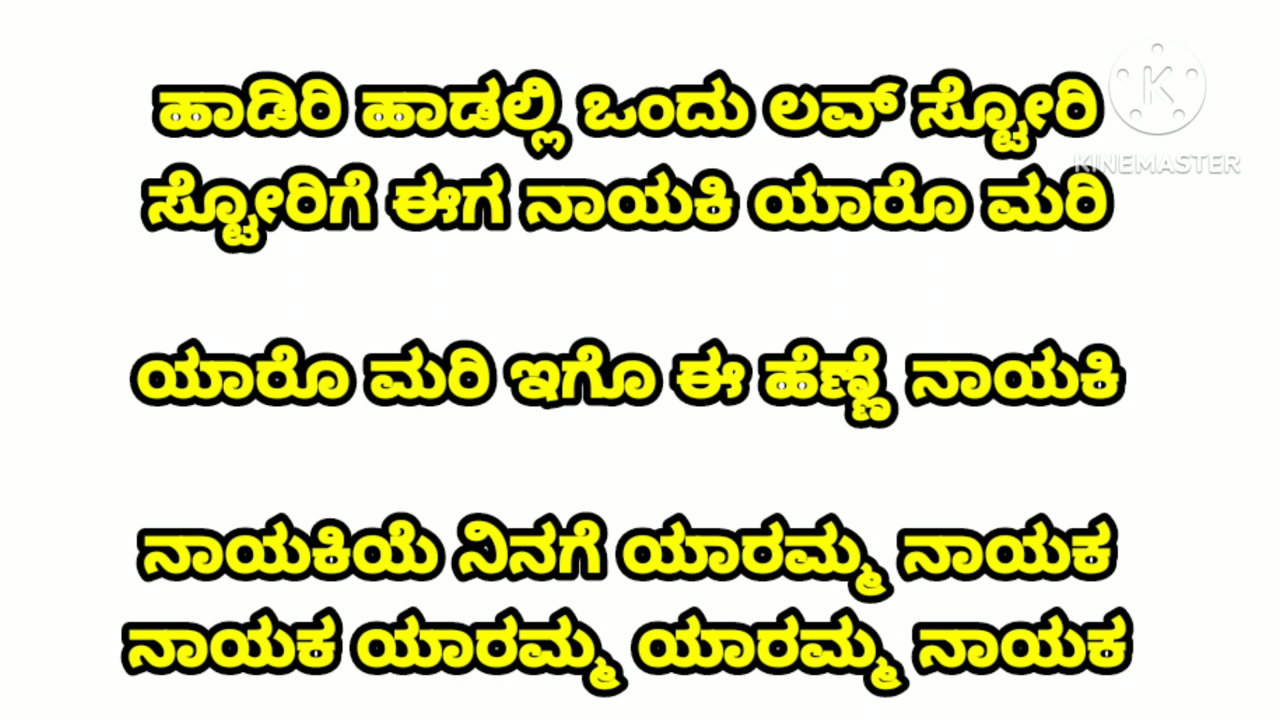 ಹಾಡಿರಿ ಹಾಡಲ್ಲಿ ಒಂದು ಲವ್ ಸ್ಟೋರಿ
ಸ್ಟೋರಿಗೆ ಈಗ ನಾಯಕಿ ಯಾರೊ ಮರಿ
ಯಾರೊ ಮರಿ ಇಗೊ ಈ ಹೆಣ್ಣೆ ನಾಯಕಿ
ನಾಯಕಿಯೆ ನಿನಗೆ ಯಾರಮ್ಮ ನಾಯಕ
ನಾಯಕ ಯಾರಮ್ಮ ಯಾರಮ್ಮ ನಾಯಕ
K
KINEMASTER